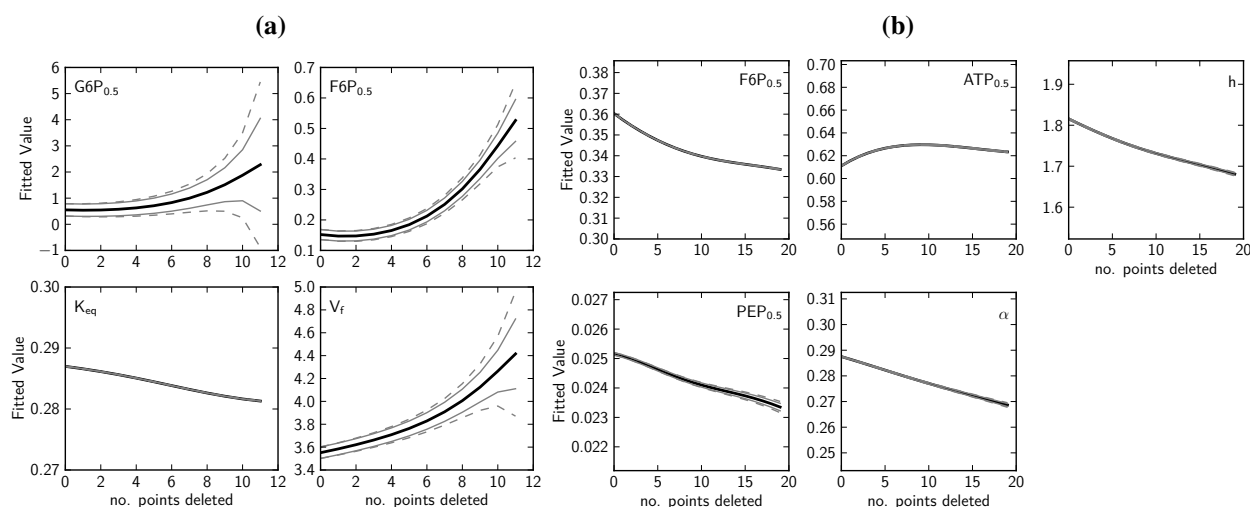 (a)
(b)
G6P0.5
Fitted Value
6
5
4
3
2
1
0
−1
0 2 4 6 8 10 12
F6P0.5
0.7
0.6
0.5
0.4
0.3
0.2
0.1
0 2 4 6 8 10 12
Keq
Fitted Value
0.30
0.29
0.28
0.27
0 2 4 6 8 10 12
no. points deleted
Vf
5.0
4.8
4.6
4.4
4.2
4.0
3.8
3.6
3.4
0 2 4 6 8 10 12
no. points deleted
F6P0.5
Fitted Value
0.38
0.37
0.36
0.35
0.34
0.33
0.32
0.31
0.30
0 5 10 15 20
ATP0.5
0.70
0.68
0.66
0.64
0.62
0.60
0.58
0.56
0 5 10 15 20
h
1.9
1.8
1.7
1.6
0 5 10 15 20
no. points deleted
PEP0.5
Fitted Value
0.027
0.026
0.025
0.024
0.023
0.022
0 5 10 15 20
no. points deleted
α
0.31
0.30
0.29
0.28
0.27
0.26
0.25
0 5 10 15 20
no. points deleted